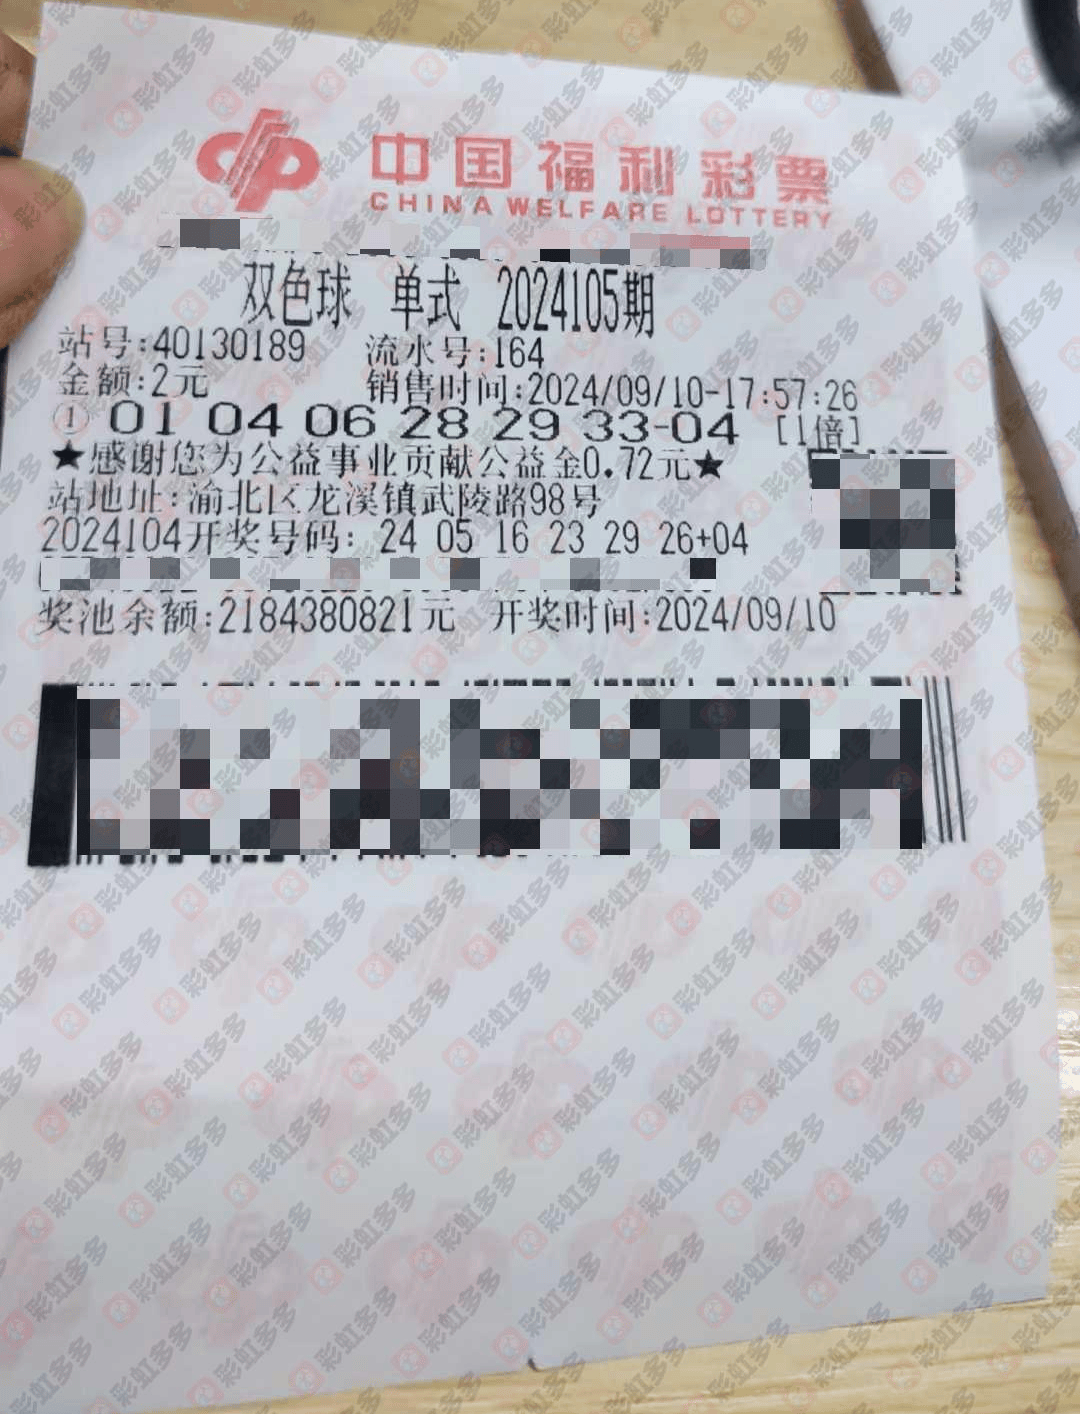 中国福利彩票
CHINA WELFARE LOTTERY
双色球 单式 2024105期
站号:40130189 流水号:164
金额:2元 销售时间:2024/09/10-17:57:26
① 01 04 06 28 29 33-04 [1倍]
★感谢您为公益事业贡献公益金0.72元★
站地址:渝北区龙溪镇武陵路98号
2024104开奖号码: 24 05 16 23 29 26+04
奖池余额:2184380821元 开奖时间:2024/09/10
彩虹多多